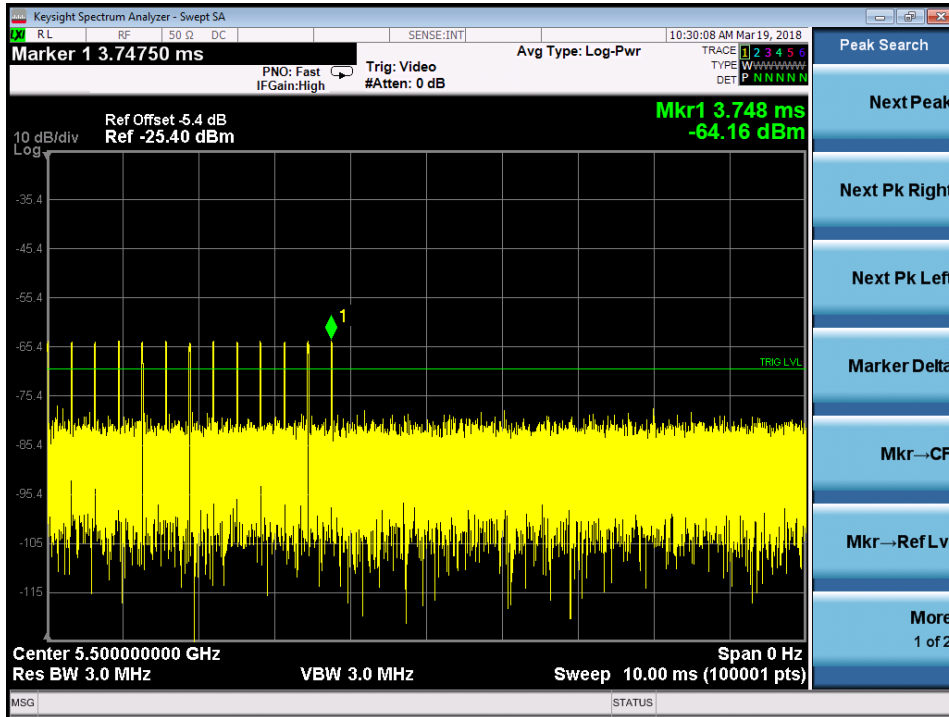 Keysight Spectrum Analyzer - Swept SA
LXI RL RF 50 Ω DC SENSE:INT 10:30:08 AM Mar 19, 2018
Marker 1 3.74750 ms
PNO: Fast
IFGain:High
Trig: Video
#Atten: 0 dB
Avg Type: Log-Pwr
TRACE 1 2 3 4 5 6
TYPE WWWWWW
DET P NNNNN
Ref Offset -5.4 dB
Ref -25.40 dBm
10 dB/div
Log
Mkr1 3.748 ms
-64.16 dBm
-35.4
-45.4
-55.4
1
-65.4
TRIG LVL
-75.4
-85.4
-95.4
-105
-115
Center 5.500000000 GHz
Span 0 Hz
Res BW 3.0 MHz
VBW 3.0 MHz
Sweep 10.00 ms (100001 pts)
MSG
STATUS
Peak Search
Next Peak
Next Pk Right
Next Pk Left
Marker Delta
Mkr→CF
Mkr→Ref Lv
More
1 of 2